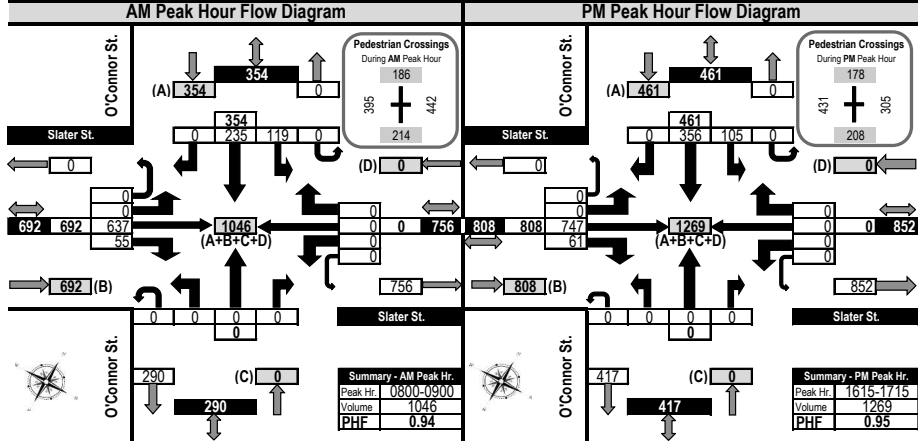 AM Peak Hour Flow Diagram
O'Connor St.
354
(A) 354 0
Pedestrian Crossings
During AM Peak Hour
186
395 442
214
354
0 235 119 0
Slater St.
0
(D) 0
0
0
692 692 637
55
1046
(A+B+C+D)
0
0
0 756
0
0
692 (B)
756
0 0 0 0
0
Slater St.
O'Connor St.
290
(C) 0
290
Summary - AM Peak Hr.
Peak Hr. 0800-0900
Volume 1046
PHF 0.94
PM Peak Hour Flow Diagram
O'Connor St.
461
(A) 461 0
Pedestrian Crossings
During PM Peak Hour
178
431 305
208
461
0 356 105 0
Slater St.
0
(D) 0
0
0
808 808 747
61
1269
(A+B+C+D)
0
0
0 852
0
0
808 (B)
852
0 0 0 0
0
Slater St.
O'Connor St.
417
(C) 0
417
Summary - PM Peak Hr.
Peak Hr. 1615-1715
Volume 1269
PHF 0.95